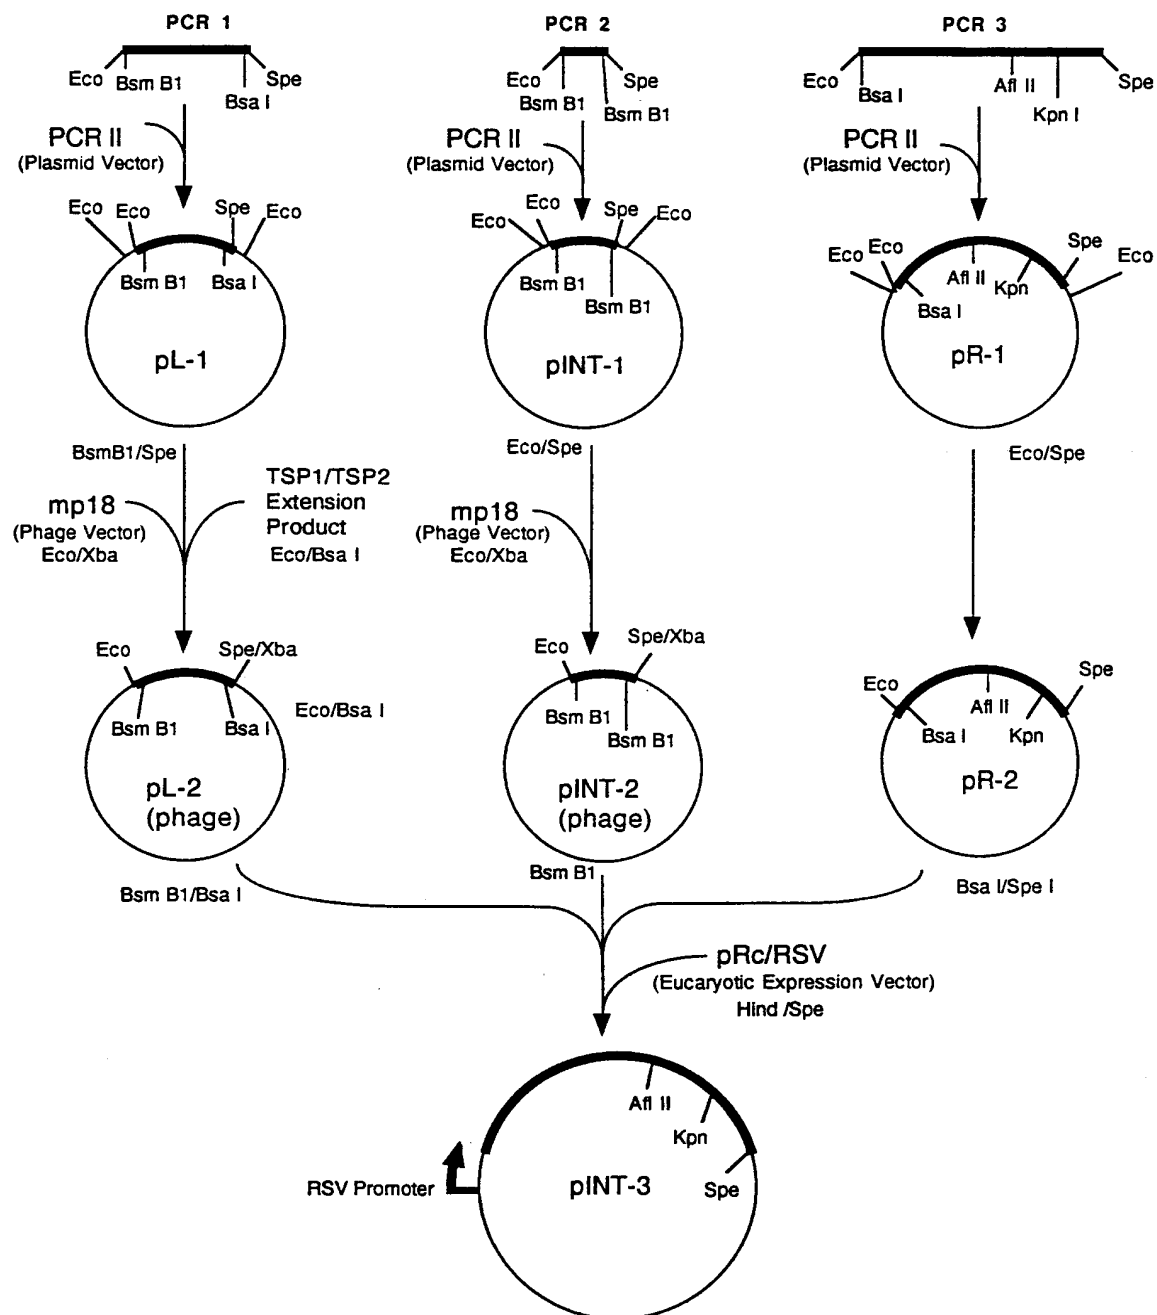 PCR 1
PCR 2
PCR 3
Eco
Bsm B1
Bsa I
Spe
Eco
Bsm B1
Bsm B1
Spe
Eco
Bsa I
Afl II
Kpn I
Spe
PCR II
(Plasmid Vector)
PCR II
(Plasmid Vector)
PCR II
(Plasmid Vector)
Eco
Eco
Spe
Eco
Bsm B1
Bsa I
pL-1
Eco
Eco
Spe
Eco
Bsm B1
Bsm B1
pINT-1
Eco
Eco
Spe
Eco
Bsa I
Afl II
Kpn
pR-1
BsmB1/Spe
mp18
(Phage Vector)
Eco/Xba
TSP1/TSP2
Extension
Product
Eco/Bsa I
Eco/Spe
mp18
(Phage Vector)
Eco/Xba
Eco/Spe
Eco
Spe/Xba
Bsm B1
Bsa I
Eco/Bsa I
pL-2
(phage)
Eco
Spe/Xba
Bsm B1
Bsm B1
pINT-2
(phage)
Eco
Spe
Bsa I
Afl II
Kpn
pR-2
Bsm B1/Bsa I
Bsm B1
Bsa I/Spe I
pRc/RSV
(Eucaryotic Expression Vector)
Hind /Spe
Afl II
Kpn
Spe
RSV Promoter
pINT-3